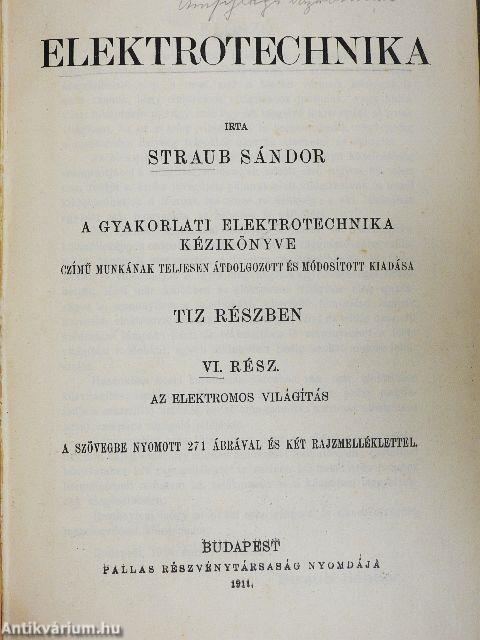 ELEKTROTECHNIKA
IRTA
STRAUB SÁNDOR
A GYAKORLATI ELEKTROTECHNIKA
KÉZIKÖNYVE
CZÍMŰ MUNKÁNAK TELJESEN ÁTDOLGOZOTT ÉS MÓDOSÍTOTT KIADÁSA
TIZ RÉSZBEN
VI. RÉSZ.
AZ ELEKTROMOS VILÁGÍTÁS
A SZÖVEGBE NYOMOTT 271 ÁBRÁVAL ÉS KÉT RAJZMELLÉKLETTEL.
BUDAPEST
PALLAS RÉSZVÉNYTÁRSASÁG NYOMDÁJA
1911.
Antikvárium.hu